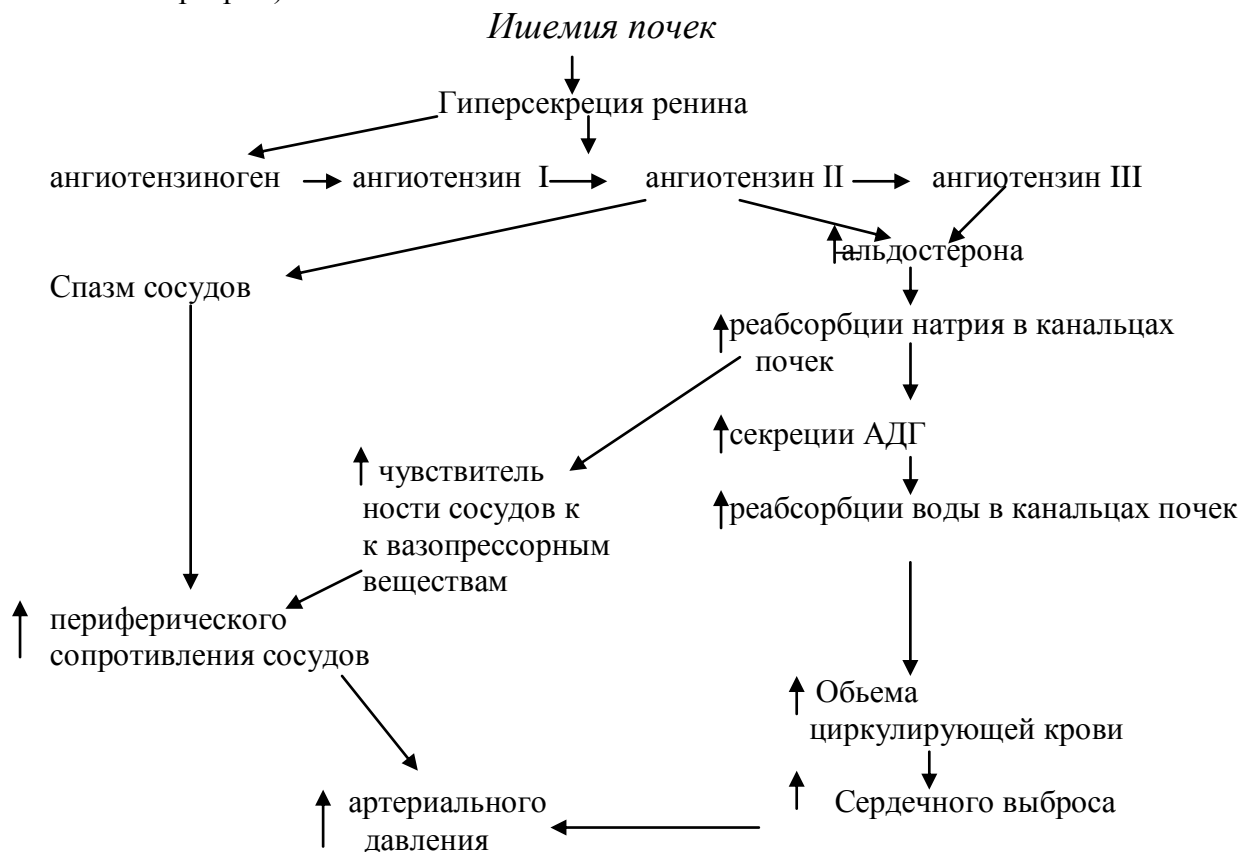 Ишемия почек
Гиперсекреция ренина
ангиотензиноген ангиотензин I ангиотензин II ангиотензин III
альдостерона
Спазм сосудов
реабсорбции натрия в канальцах
почек
секреции АДГ
чувствитель
ности сосудов к
к вазопрессорным
веществам
реабсорбции воды в канальцах почек
периферического
сопротивления сосудов
Обьема
циркулирующей крови
Сердечного выброса
артериального
давления